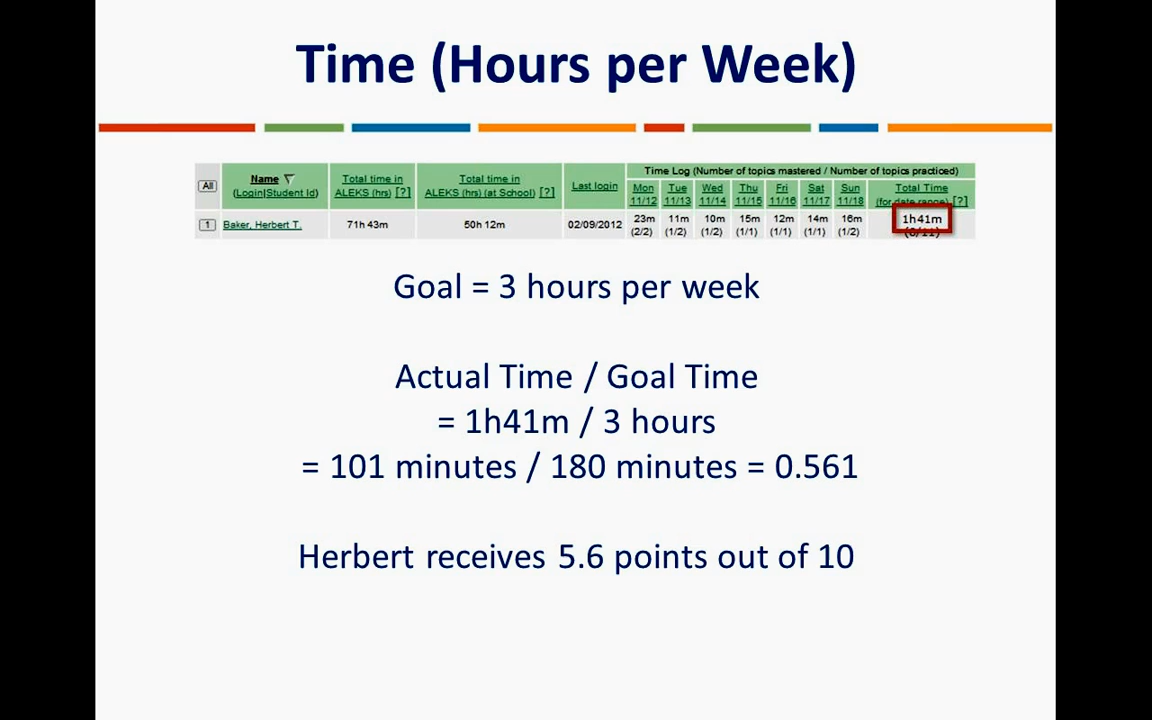 Time (Hours per Week)
Time Log (Number of topics mastered / Number of topics practiced)
All Name (Login|Student Id) Total time in ALEKS (hrs) [?] Total time in ALEKS (hrs) (at School) [?] Last login Mon 11/12 Tue 11/13 Wed 11/14 Thu 11/15 Fri 11/16 Sat 11/17 Sun 11/18 Total Time (for date range) [?]
1 Baker, Herbert T. 71h 43m 50h 12m 02/09/2012 23m (2/2) 11m (1/2) 10m (1/2) 15m (1/1) 12m (1/1) 14m (1/1) 16m (1/2) 1h41m
Goal = 3 hours per week
Actual Time / Goal Time
= 1h41m / 3 hours
= 101 minutes / 180 minutes = 0.561
Herbert receives 5.6 points out of 10